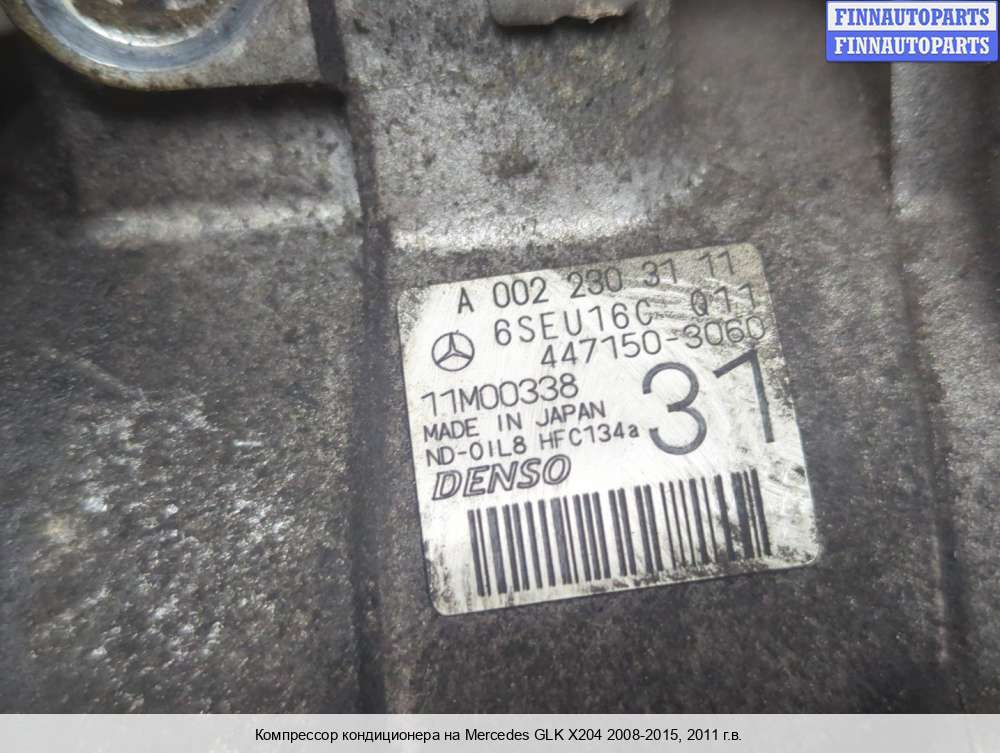 FINNAUTOPARTS
FINNAUTOPARTS
A 002 230 31 11
6SEU16C Q11
447150-3060
11M00338
31
MADE IN JAPAN
ND-OIL8 HFC134a
DENSO
Компрессор кондиционера на Mercedes GLK X204 2008-2015, 2011 г.в.